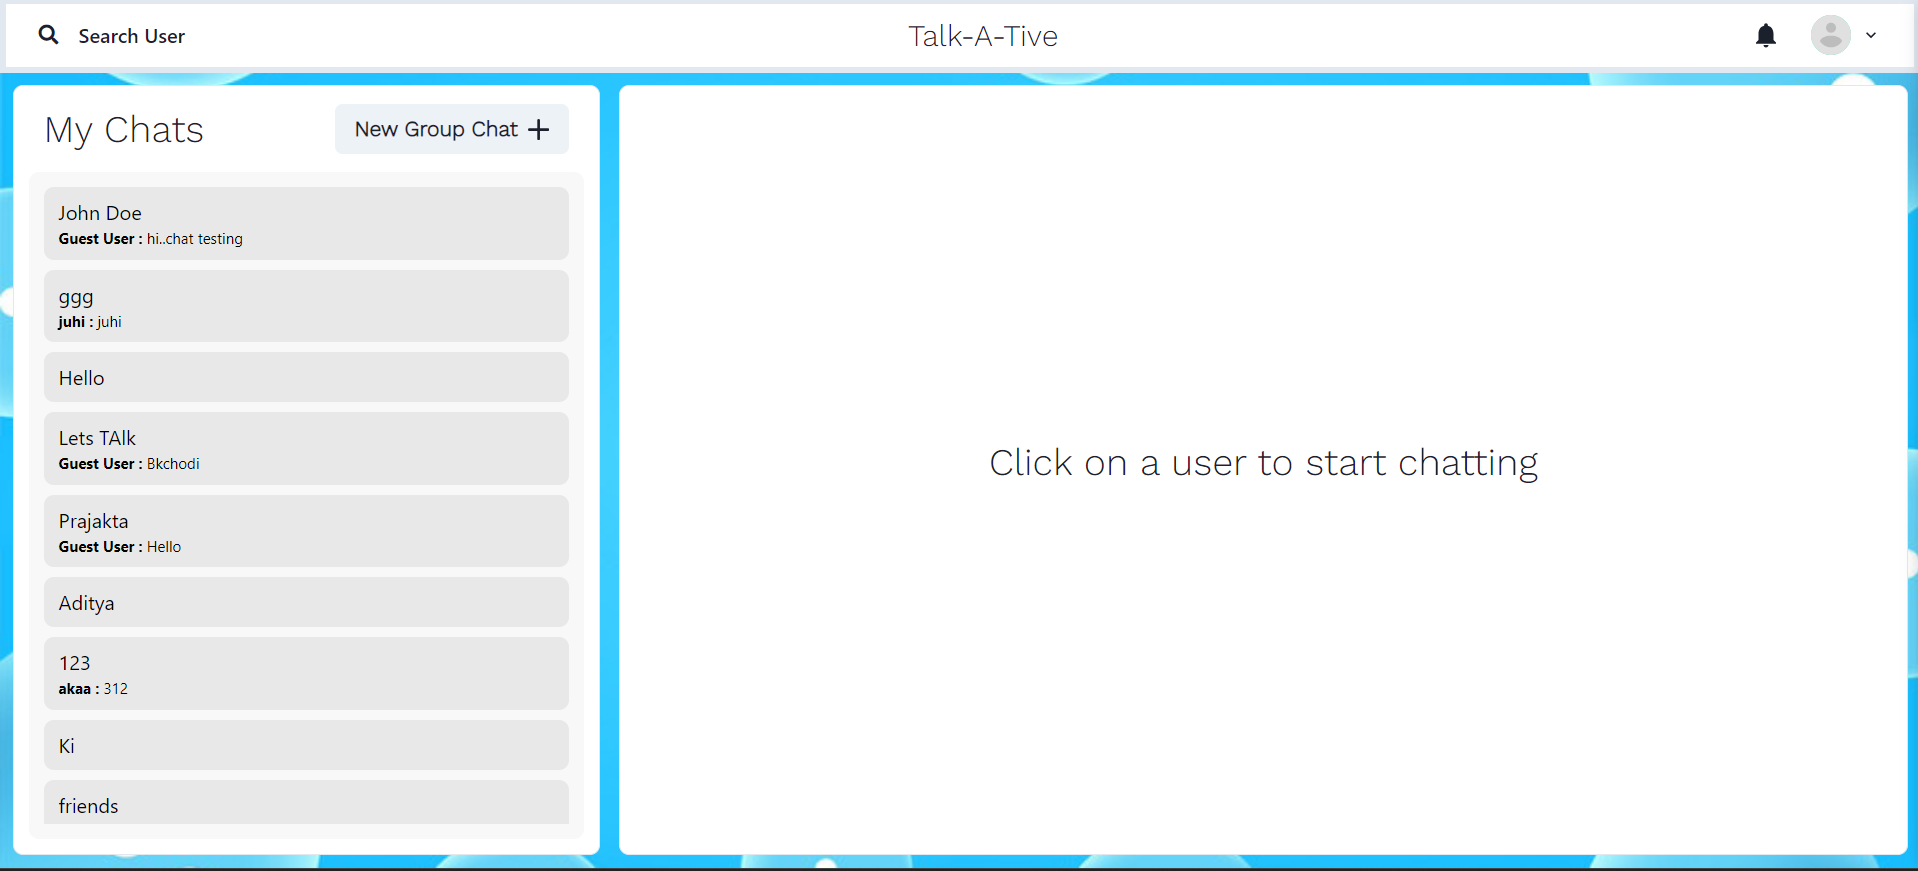 Search User
Talk-A-Tive
My Chats
New Group Chat
John Doe
Guest User : hi..chat testing
ggg
juhi : juhi
Hello
Lets TAlk
Guest User : Bkchodi
Prajakta
Guest User : Hello
Aditya
123
akaa : 312
Ki
friends
Click on a user to start chatting